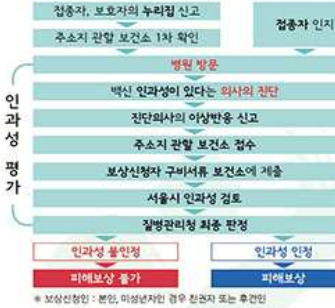 접종자, 보호자의 누리집 신고
주소지 관할 보건소 1차 확인
접종자 인지
병원 방문
백신 인과성이 있다는 의사의 진단
진단의사의 이상반응 신고
주소지 관할 보건소 접수
보상신청자 구비서류 보건소에 제출
서울시 인과성 검토
질병관리청 최종 판정
인과성 평가
인과성 불인정
인과성 인정
피해보상 불가
피해보상
※ 보상신청인 : 본인, 미성년자인 경우 친권자 또는 후견인